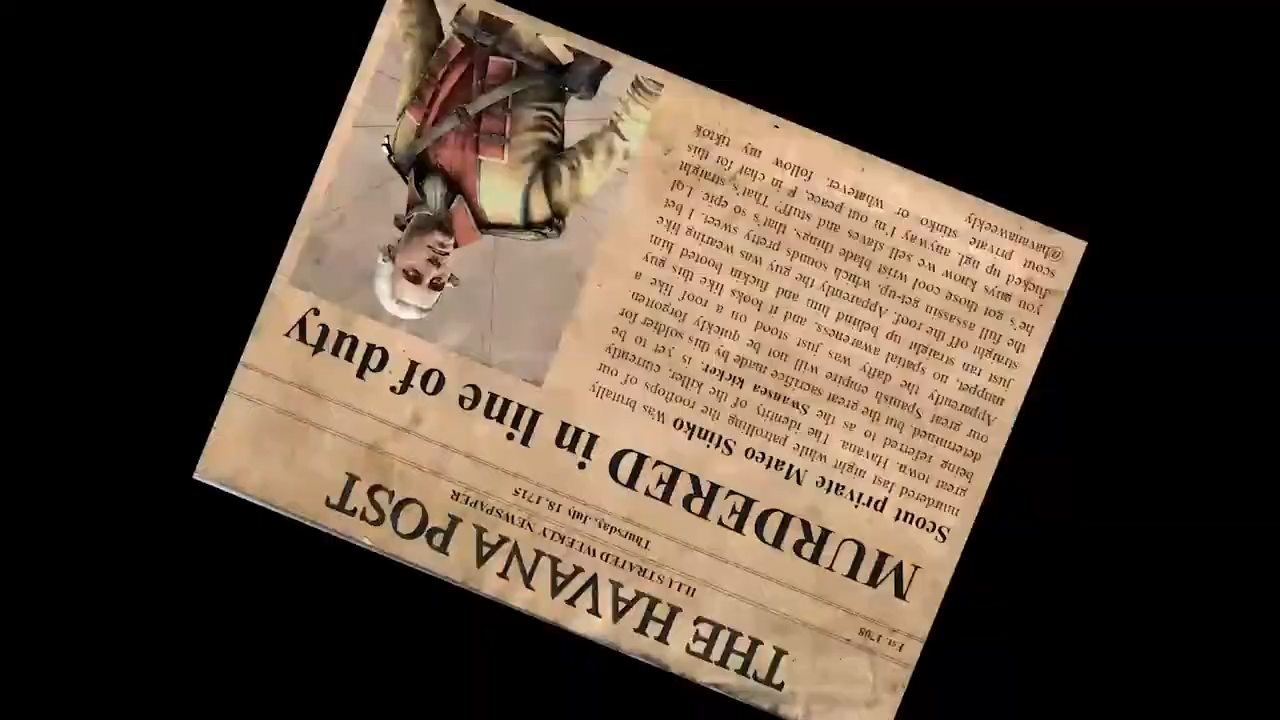 THE HAVANA POST
ILLUSTRATED WEEKLY NEWSPAPER
Est. 1708
Thursday, July 18, 1715
MURDERED in line of duty
Scout private Mateo Stinko Was brutally
murdered last night while patrolling the rooftops of our
great town, Havana. The identity of the killer, currently
being referred to as the Swansea kicker, is yet to be
determined, but the great sacrifice made by this soldier for
our great Spanish empire will not be quickly forgotten
Apparently the daffy was just stood on a roof like a
muppet, no spatial awareness, and it looks like this guy
just ran straight behind him and fuckin booted him
straight off the roof. Apparently the guy was wearing like
the full assassin get-up, which sounds pretty sweet. I bet
he's got those cool wrist blade things, that's so epic. Lol
you guys know we sell slaves and stuff? That's straight
fucked up ngl. anyway I'm out peace, F in chat for this
scout private stinko or whatever. follow my tiktok
@havanaweekly